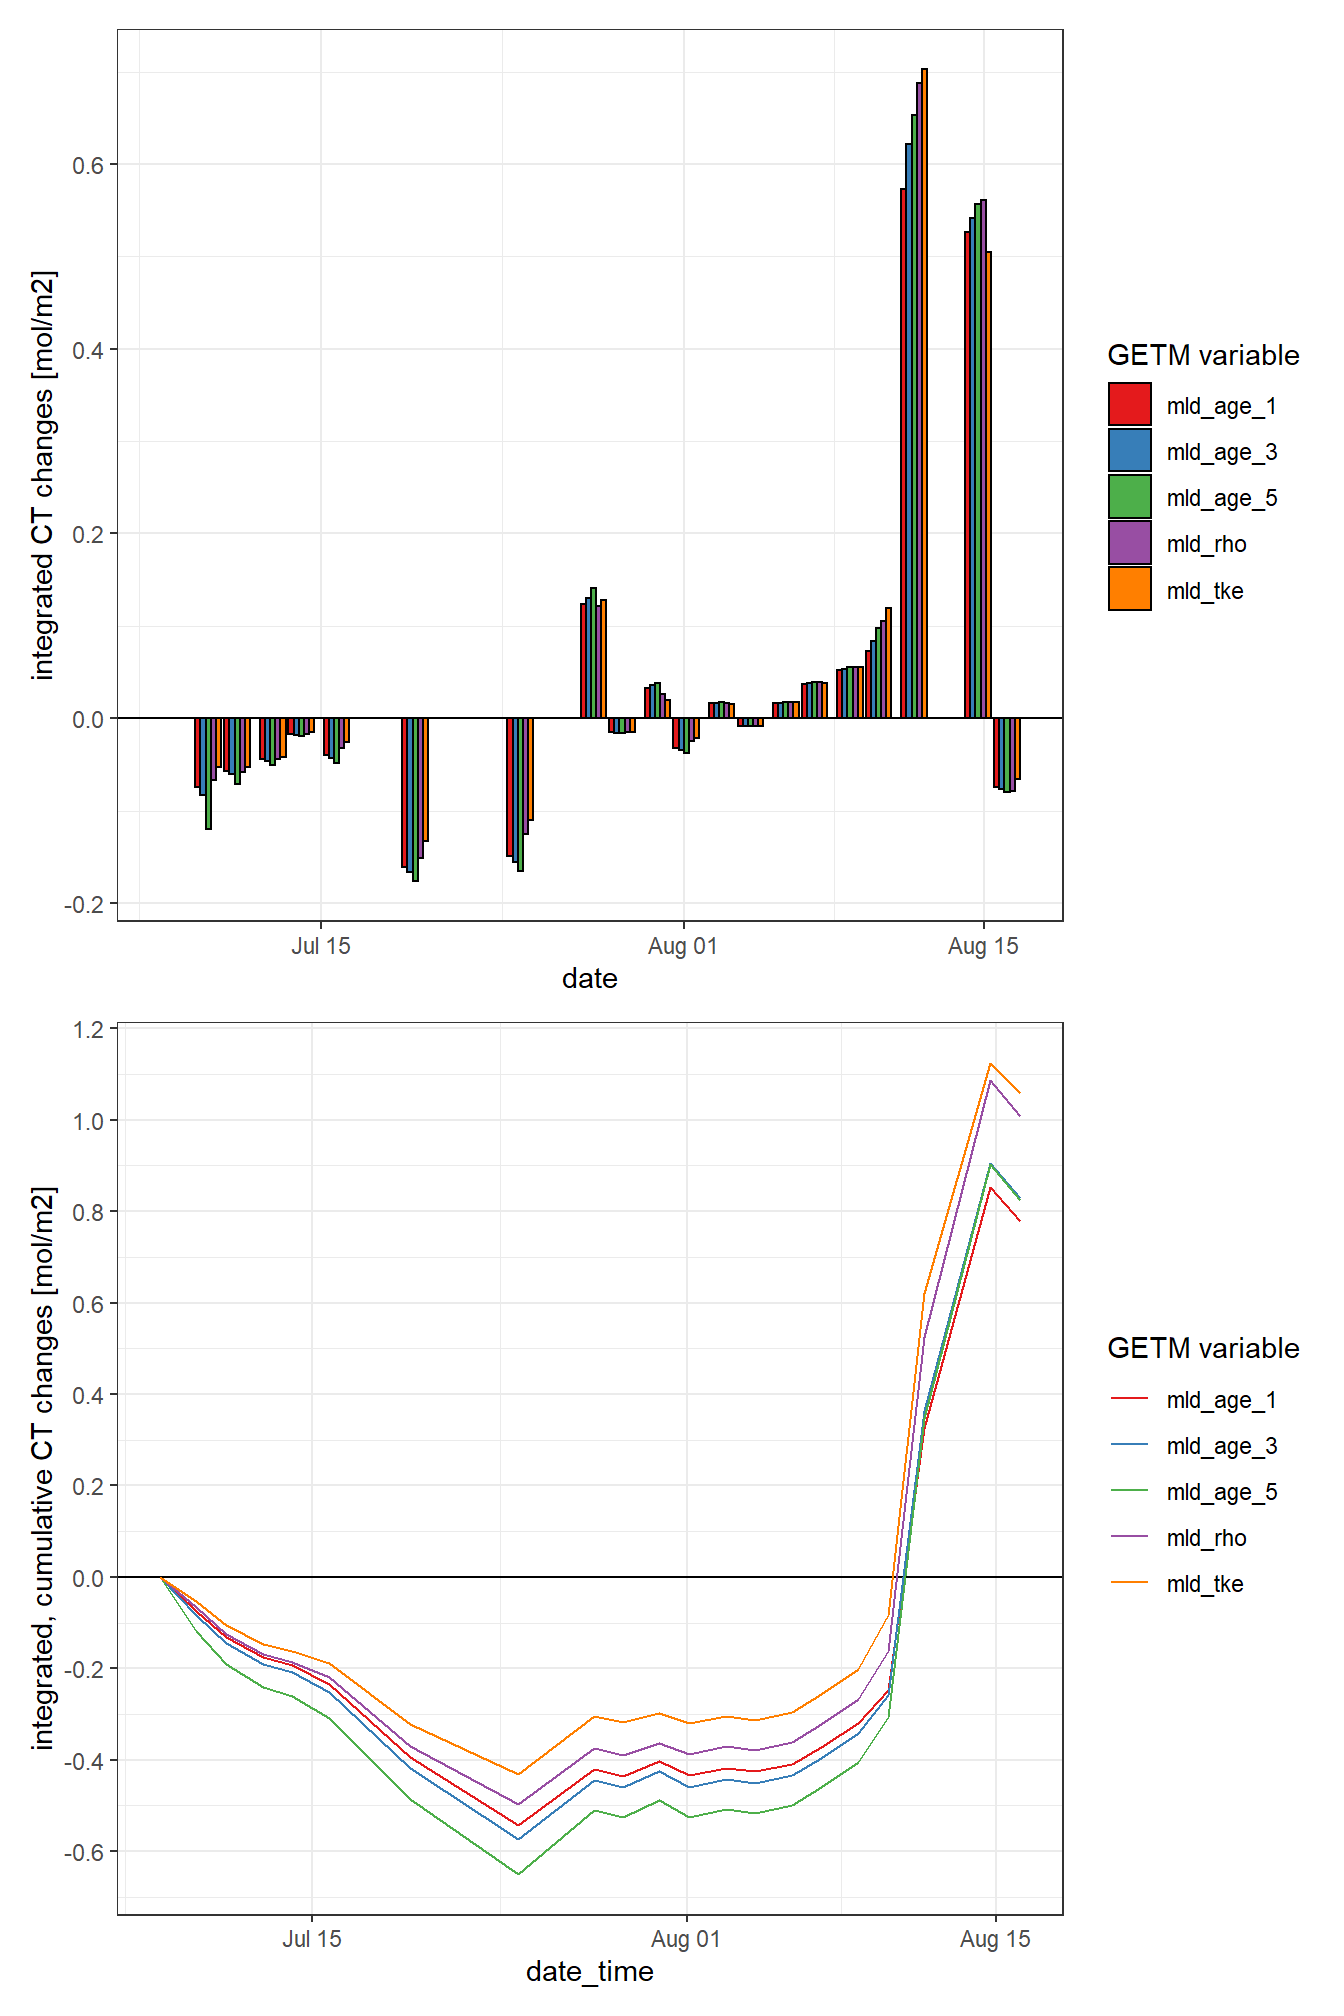 integrated CT changes [mol/m2]
0.6
0.4
0.2
0.0
-0.2
Jul 15
Aug 01
Aug 15
date
GETM variable
mld_age_1
mld_age_3
mld_age_5
mld_rho
mld_tke
integrated, cumulative CT changes [mol/m2]
1.2
1.0
0.8
0.6
0.4
0.2
0.0
-0.2
-0.4
-0.6
Jul 15
Aug 01
Aug 15
date_time
GETM variable
mld_age_1
mld_age_3
mld_age_5
mld_rho
mld_tke